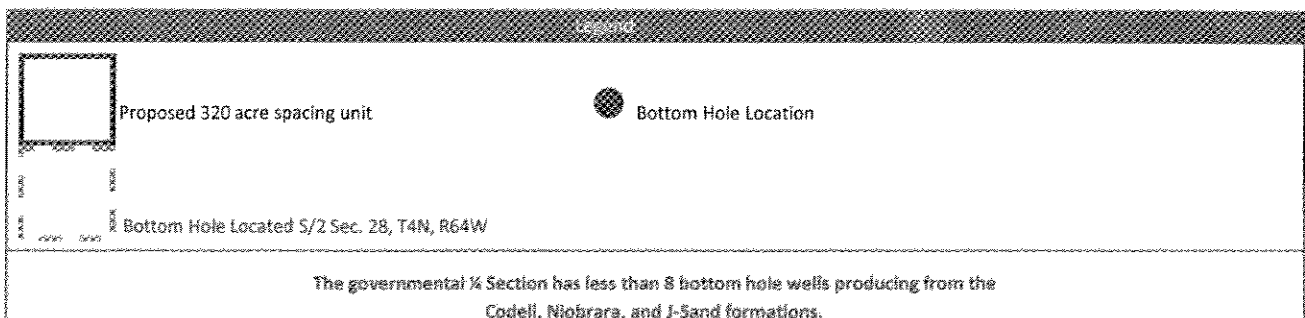 Legend
Proposed 320 acre spacing unit
Bottom Hole Location
Bottom Hole Located S/2 Sec. 28, T4N, R64W
The governmental ¼ Section has less than 8 bottom hole wells producing from the
Codell, Niobrara, and J-Sand formations.